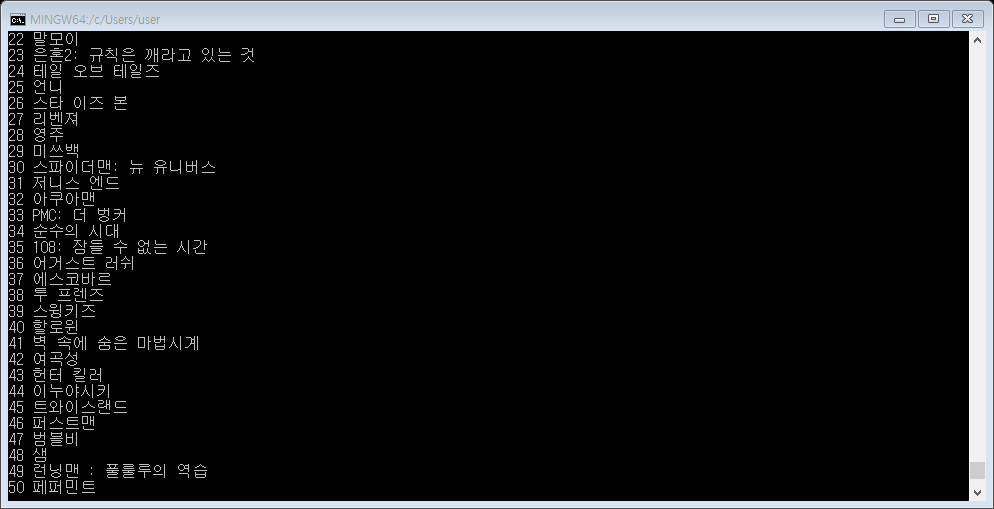 MINGW64:/c/Users/user
22 말모이
23 은혼2: 규칙은 깨라고 있는 것
24 테일 오브 테일즈
25 언니
26 스타 이즈 본
27 리벤져
28 영주
29 미쓰백
30 스파이더맨: 뉴 유니버스
31 저니스 엔드
32 아쿠아맨
33 PMC: 더 벙커
34 순수의 시대
35 108: 잠들 수 없는 시간
36 어거스트 러쉬
37 에스코바르
38 투 프렌즈
39 스윙키즈
40 할로윈
41 벽 속에 숨은 마법시계
42 여곡성
43 헌터 킬러
44 이누야시키
45 트와이스랜드
46 퍼스트맨
47 범블비
48 샘
49 런닝맨 : 풀룰루의 역습
50 페퍼민트